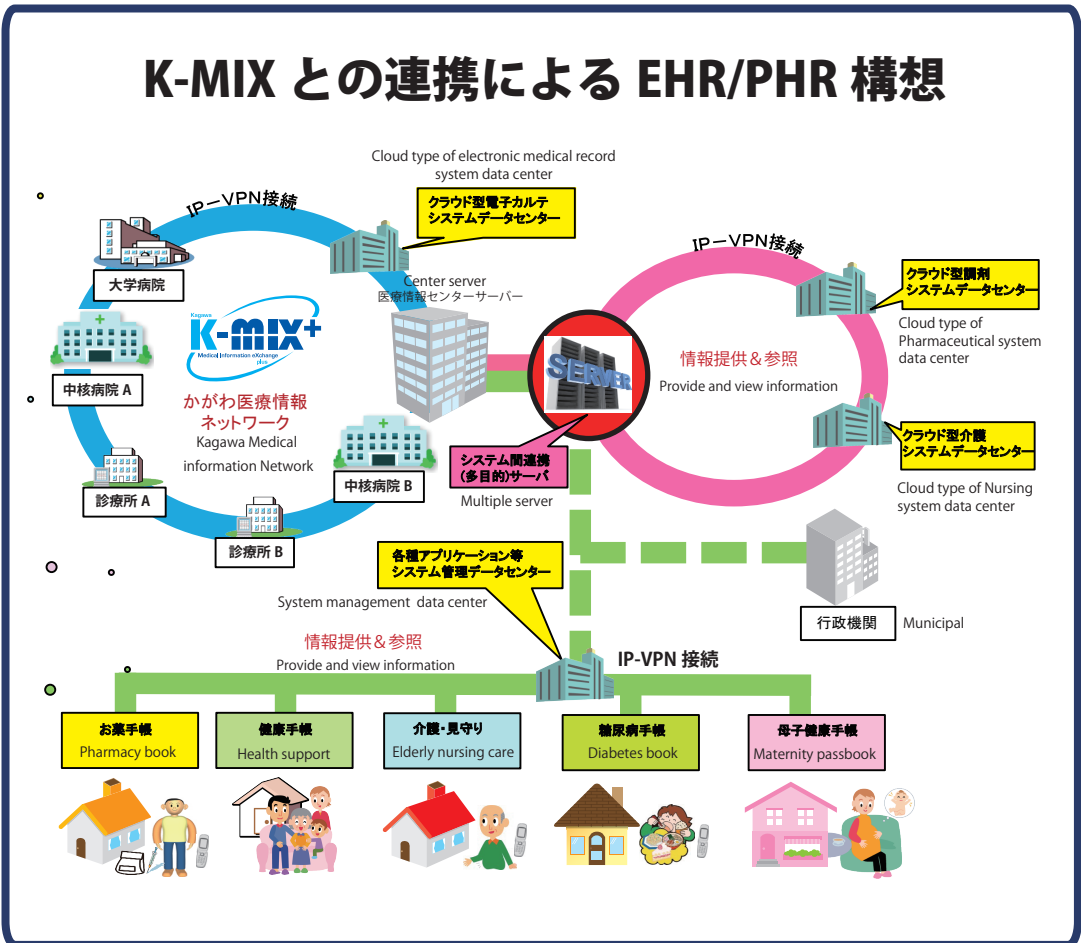 K-MIX との連携による EHR/PHR 構想
Cloud type of electronic medical record
system data center
IP－VPN接続
クラウド型電子カルテ
システムデータセンター
大学病院
Center server
医療情報センターサーバー
Kagawa
K-MIX+
Medical Information eXchange
plus
中核病院 A
かがわ医療情報
ネットワーク
Kagawa Medical
information Network
診療所 A
診療所 B
中核病院 B
SERVER
システム間連携
(多目的)サーバ
Multiple server
IP－VPN接続
クラウド型調剤
システムデータセンター
Cloud type of
Pharmaceutical system
data center
情報提供＆参照
Provide and view information
クラウド型介護
システムデータセンター
Cloud type of Nursing
system data center
各種アプリケーション等
システム管理データセンター
System management data center
行政機関
Municipal
情報提供＆参照
Provide and view information
IP-VPN 接続
お薬手帳
Pharmacy book
健康手帳
Health support
介護・見守り
Elderly nursing care
糖尿病手帳
Diabetes book
母子健康手帳
Maternity passbook